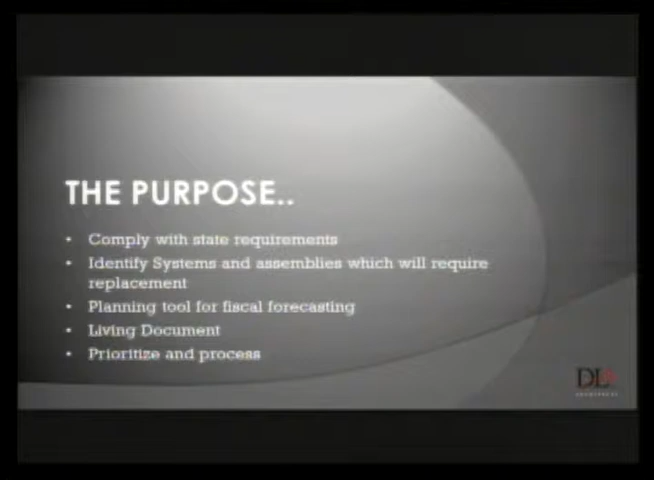 THE PURPOSE..
• Comply with state requirements
• Identify Systems and assemblies which will require
replacement
• Planning tool for fiscal forecasting
• Living Document
• Prioritize and process
DLA